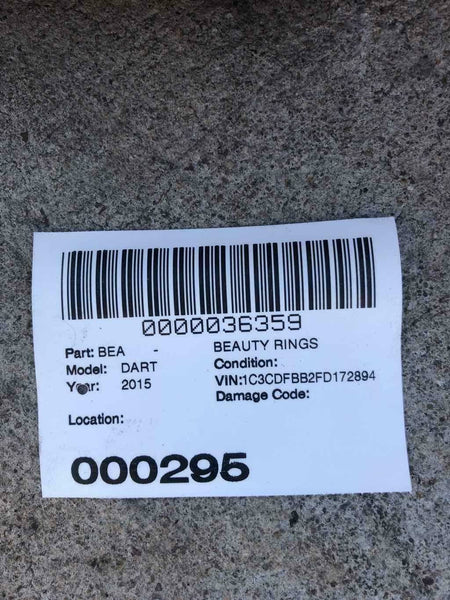 0000036359
Part: BEA - BEAUTY RINGS
Model: DART Condition:
Year: 2015 VIN:1C3CDFBB2FD172894
Damage Code:
Location:
000295